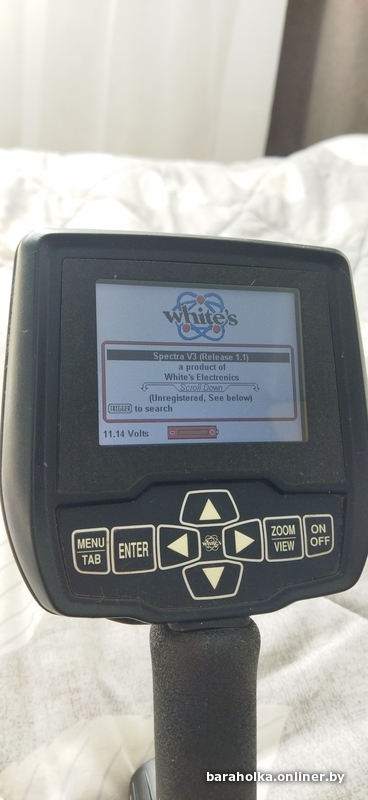 White's
Spectra V3 (Release 1.1)
a product of
White's Electrenics
Scroll Down
(Unregistered, See below)
TRIGGER to search
11.14 Volts
MENU
TAB
ENTER
ZOOM
VIEW
ON
OFF
baraholka.onliner.by